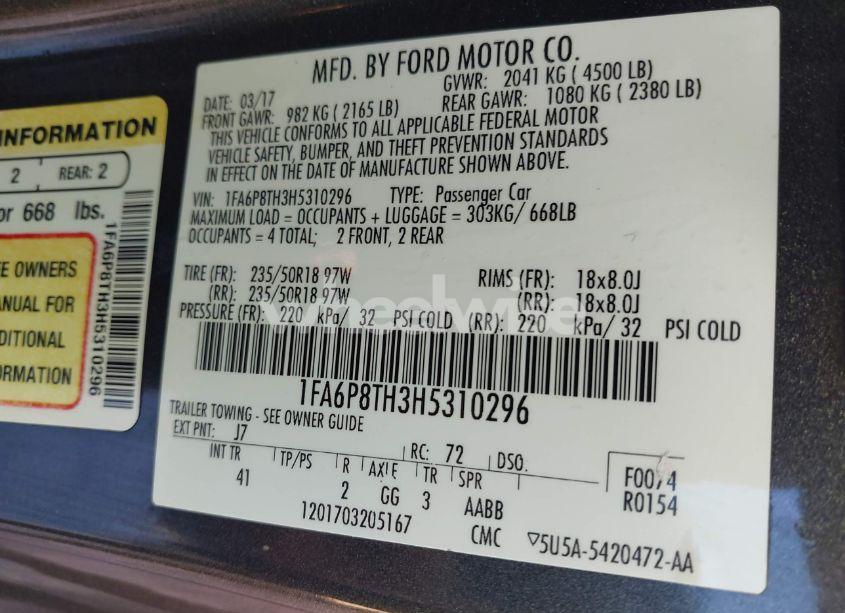 INFORMATION
2 REAR: 2
or 668 lbs.
EE OWNERS
ANUAL FOR
DITIONAL
ORMATION
1FA6P8TH3H5310296
MFD. BY FORD MOTOR CO.
DATE: 03/17 GVWR: 2041 KG ( 4500 LB)
FRONT GAWR: 982 KG ( 2165 LB) REAR GAWR: 1080 KG ( 2380 LB)
THIS VEHICLE CONFORMS TO ALL APPLICABLE FEDERAL MOTOR
VEHICLE SAFETY, BUMPER, AND THEFT PREVENTION STANDARDS
IN EFFECT ON THE DATE OF MANUFACTURE SHOWN ABOVE.
VIN: 1FA6P8TH3H5310296 TYPE: Passenger Car
MAXIMUM LOAD = OCCUPANTS + LUGGAGE = 303KG/ 668LB
OCCUPANTS = 4 TOTAL; 2 FRONT, 2 REAR
TIRE (FR): 235/50R18 97W RIMS (FR): 18x8.0J
(RR): 235/50R18 97W (RR): 18x8.0J
PRESSURE (FR): 220 kPa/ 32 PSI COLD (RR): 220 kPa/ 32 PSI COLD
1FA6P8TH3H5310296
TRAILER TOWING - SEE OWNER GUIDE
EXT PNT: J7 RC: 72 DSO:
INT TR TP/PS R AXLE TR SPR
41 2 GG 3 AABB
F0074
R0154
1201703205167 CMC ▽5U5A-5420472-AA